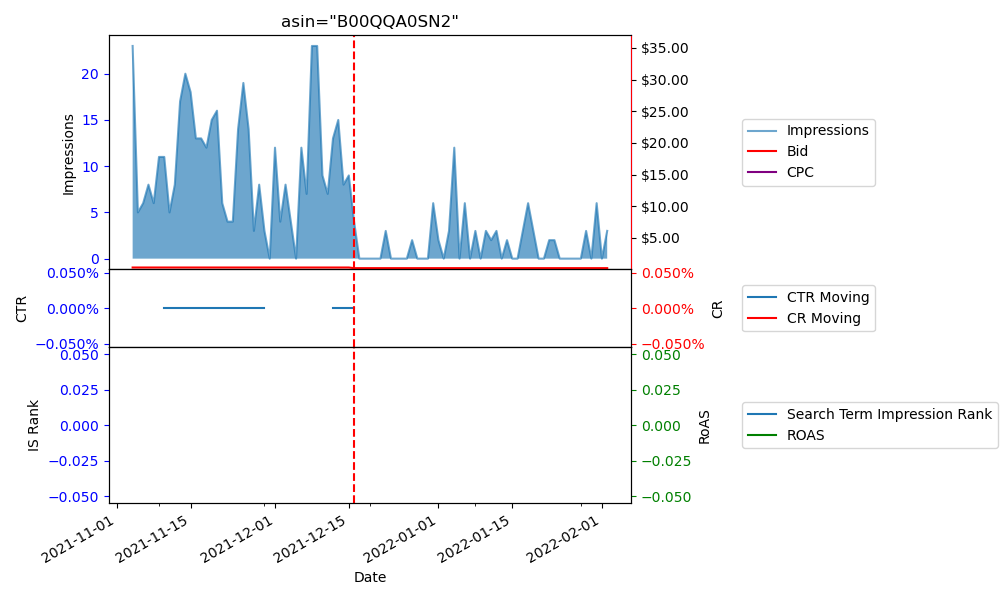 asin="B00QQA0SN2"
Impressions
20
15
10
5
0
$35.00
$30.00
$25.00
$20.00
$15.00
$10.00
$5.00
Impressions
Bid
CPC
CTR
0.050%
0.000%
−0.050%
0.050%
0.000%
−0.050%
CR
CTR Moving
CR Moving
IS Rank
0.050
0.025
0.000
−0.025
−0.050
0.050
0.025
0.000
−0.025
−0.050
RoAS
Search Term Impression Rank
ROAS
2021-11-01
2021-11-15
2021-12-01
2021-12-15
2022-01-01
2022-01-15
2022-02-01
Date